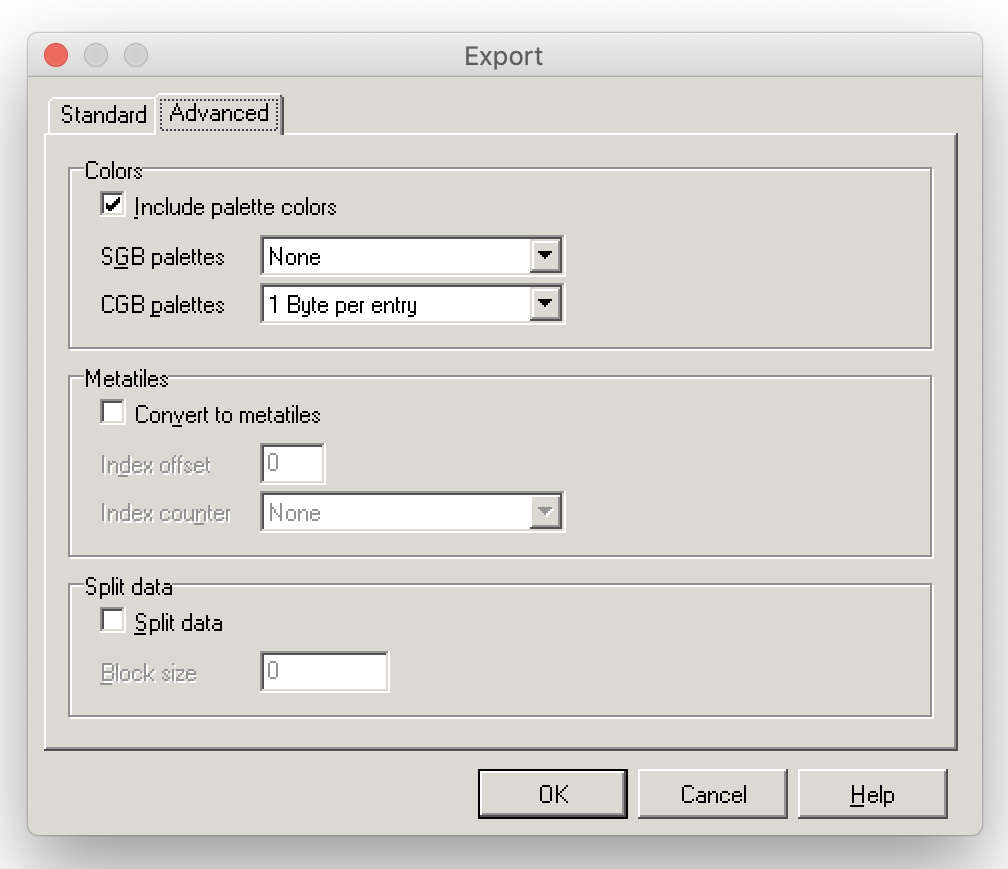 Export
Standard Advanced
Colors
Include palette colors
SGB palettes None
CGB palettes 1 Byte per entry
Metatiles
Convert to metatiles
Index offset 0
Index counter None
Split data
Split data
Block size 0
OK Cancel Help